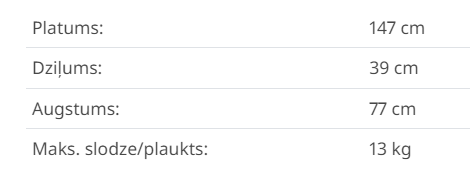 Platums: 147 cm
Dziļums: 39 cm
Augstums: 77 cm
Maks. slodze/plaukts: 13 kg